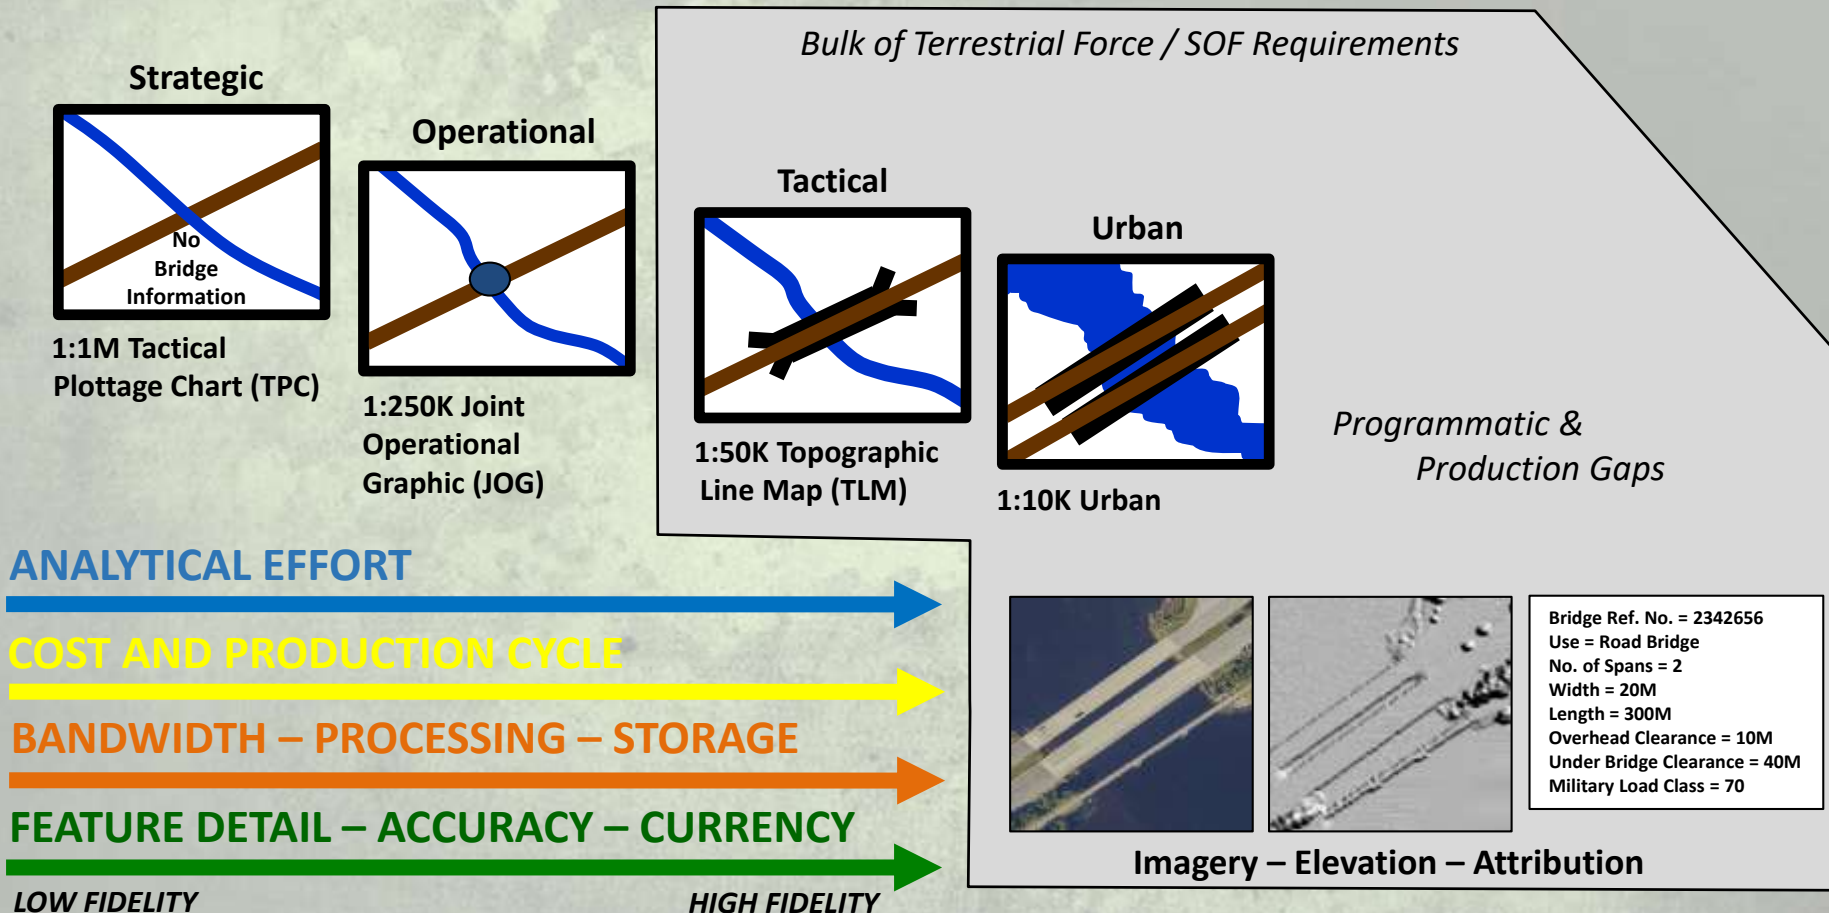 Bulk of Terrestrial Force / SOF Requirements
Strategic
No
Bridge
Information
1:1M Tactical
Plottage Chart (TPC)
Operational
1:250K Joint
Operational
Graphic (JOG)
Tactical
1:50K Topographic
Line Map (TLM)
Urban
1:10K Urban
Programmatic &
Production Gaps
ANALYTICAL EFFORT
COST AND PRODUCTION CYCLE
BANDWIDTH – PROCESSING – STORAGE
FEATURE DETAIL – ACCURACY – CURRENCY
LOW FIDELITY
HIGH FIDELITY
Bridge Ref. No. = 2342656
Use = Road Bridge
No. of Spans = 2
Width = 20M
Length = 300M
Overhead Clearance = 10M
Under Bridge Clearance = 40M
Military Load Class = 70
Imagery – Elevation – Attribution